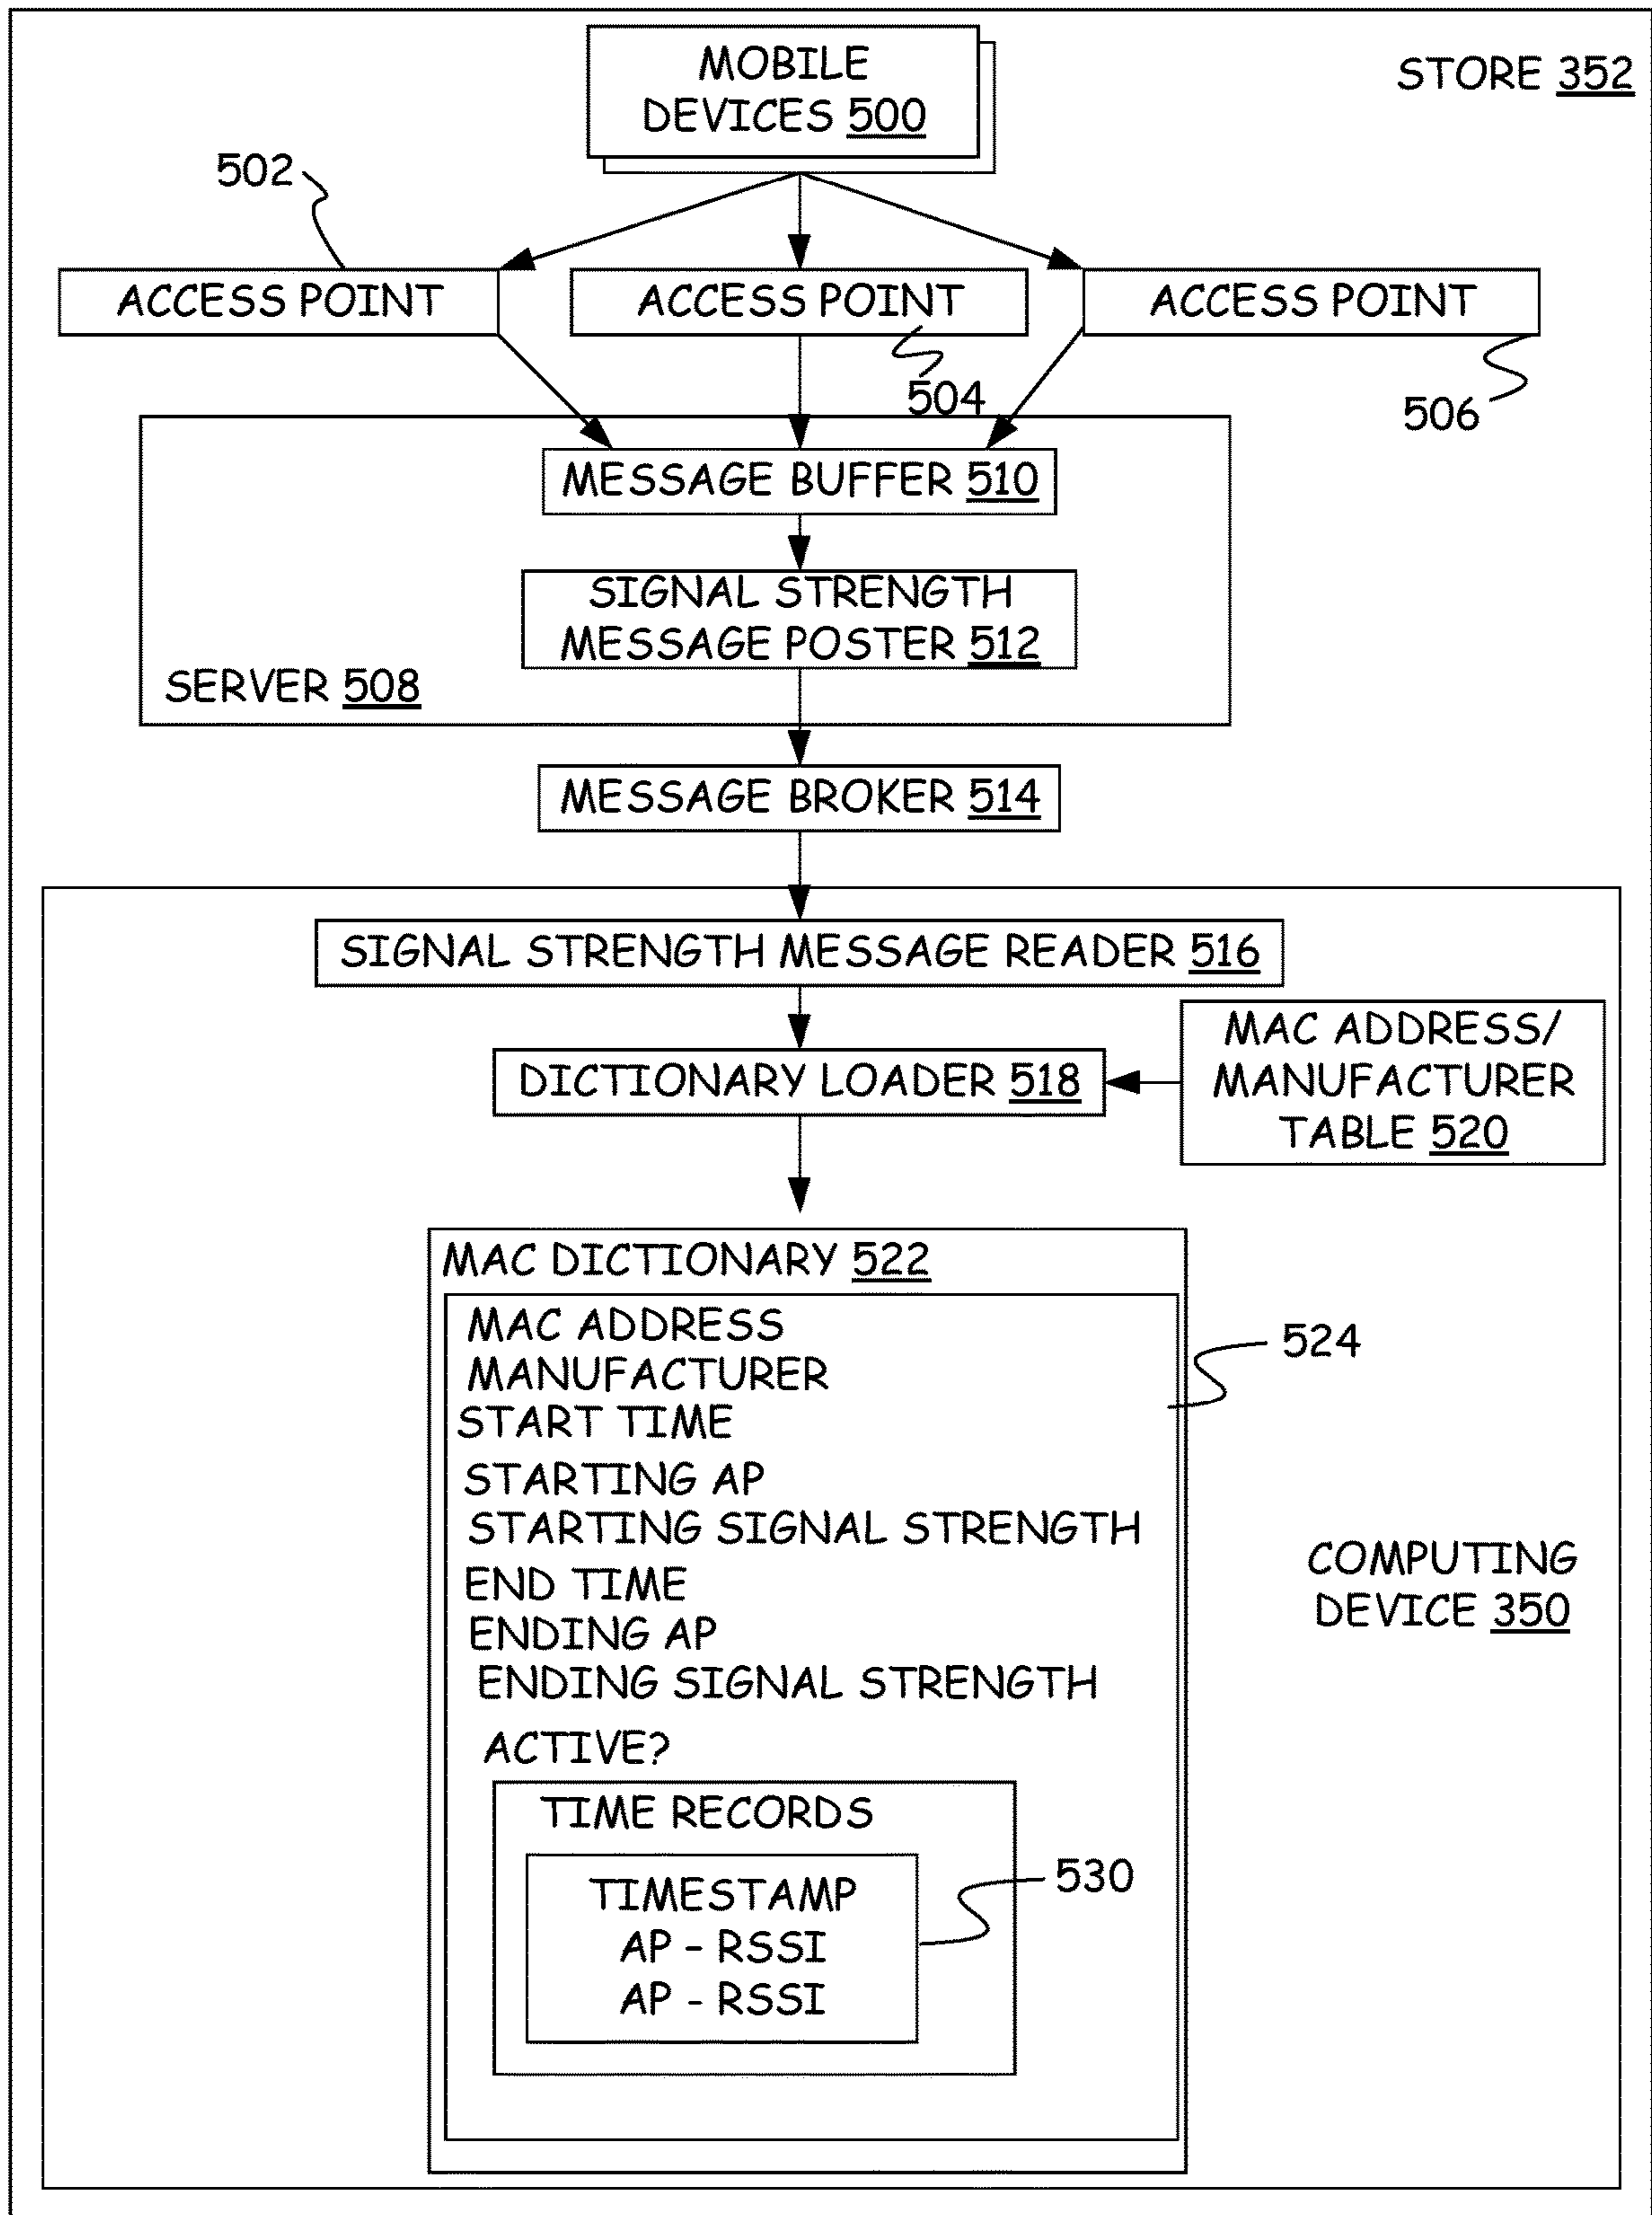 MOBILE
DEVICES 500
STORE 352
502
ACCESS POINT
ACCESS POINT
ACCESS POINT
504
506
MESSAGE BUFFER 510
SIGNAL STRENGTH
MESSAGE POSTER 512
SERVER 508
MESSAGE BROKER 514
SIGNAL STRENGTH MESSAGE READER 516
DICTIONARY LOADER 518
MAC ADDRESS/
MANUFACTURER
TABLE 520
MAC DICTIONARY 522
MAC ADDRESS
MANUFACTURER
START TIME
STARTING AP
STARTING SIGNAL STRENGTH
END TIME
ENDING AP
ENDING SIGNAL STRENGTH
ACTIVE?
524
COMPUTING
DEVICE 350
TIME RECORDS
TIMESTAMP
AP - RSSI
AP - RSSI
530